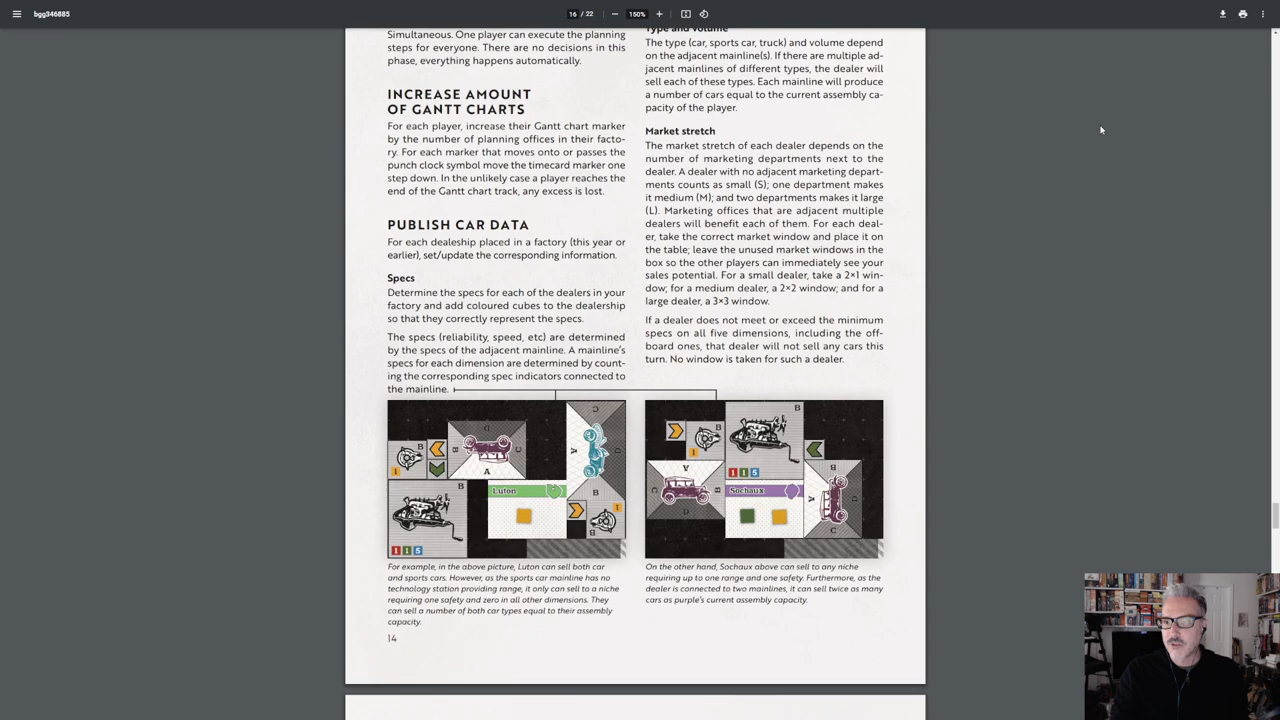 bgg346885
16 / 22
150%
Simultaneous. One player can execute the planning
steps for everyone. There are no decisions in this
phase, everything happens automatically.
INCREASE AMOUNT
OF GANTT CHARTS
For each player, increase their Gantt chart marker
by the number of planning offices in their facto-
ry. For each marker that moves onto or passes the
punch clock symbol move the timecard marker one
step down. In the unlikely case a player reaches the
end of the Gantt chart track, any excess is lost.
PUBLISH CAR DATA
For each dealeship placed in a factory (this year or
earlier), set/update the corresponding information.
Specs
Determine the specs for each of the dealers in your
factory and add coloured cubes to the dealership
so that they correctly represent the specs.
The specs (reliability, speed, etc) are determined
by the specs of the adjacent mainline. A mainline's
specs for each dimension are determined by count-
ing the corresponding spec indicators connected to
the mainline.
Type and volume
The type (car, sports car, truck) and volume depend
on the adjacent mainline(s). If there are multiple ad-
jacent mainlines of different types, the dealer will
sell each of these types. Each mainline will produce
a number of cars equal to the current assembly ca-
pacity of the player.
Market stretch
The market stretch of each dealer depends on the
number of marketing departments next to the
dealer. A dealer with no adjacent marketing depart-
ments counts as small (S); one department makes
it medium (M); and two departments makes it large
(L). Marketing offices that are adjacent multiple
dealers will benefit each of them. For each deal-
er, take the correct market window and place it on
the table; leave the unused market windows in the
box so the other players can immediately see your
sales potential. For a small dealer, take a 2×1 win-
dow; for a medium dealer, a 2×2 window; and for a
large dealer, a 3×3 window.
If a dealer does not meet or exceed the minimum
specs on all five dimensions, including the off-
board ones, that dealer will not sell any cars this
turn. No window is taken for such a dealer.
B
1
D
B
C
A
B
1 1 5
Luton
C
A
D
B
1
B
For example, in the above picture, Luton can sell both car
and sports cars. However, as the sports car mainline has no
technology station providing range, it only can sell to a niche
requiring one safety and zero in all other dimensions. They
can sell a number of both car types equal to their assembly
capacity.
B
1
B
1 1 5
A
C
B
D
Sochaux
B
A
D
C
On the other hand, Sochaux above can sell to any niche
requiring up to one range and one safety. Furthermore, as the
dealer is connected to two mainlines, it can sell twice as many
cars as purple's current assembly capacity.
14